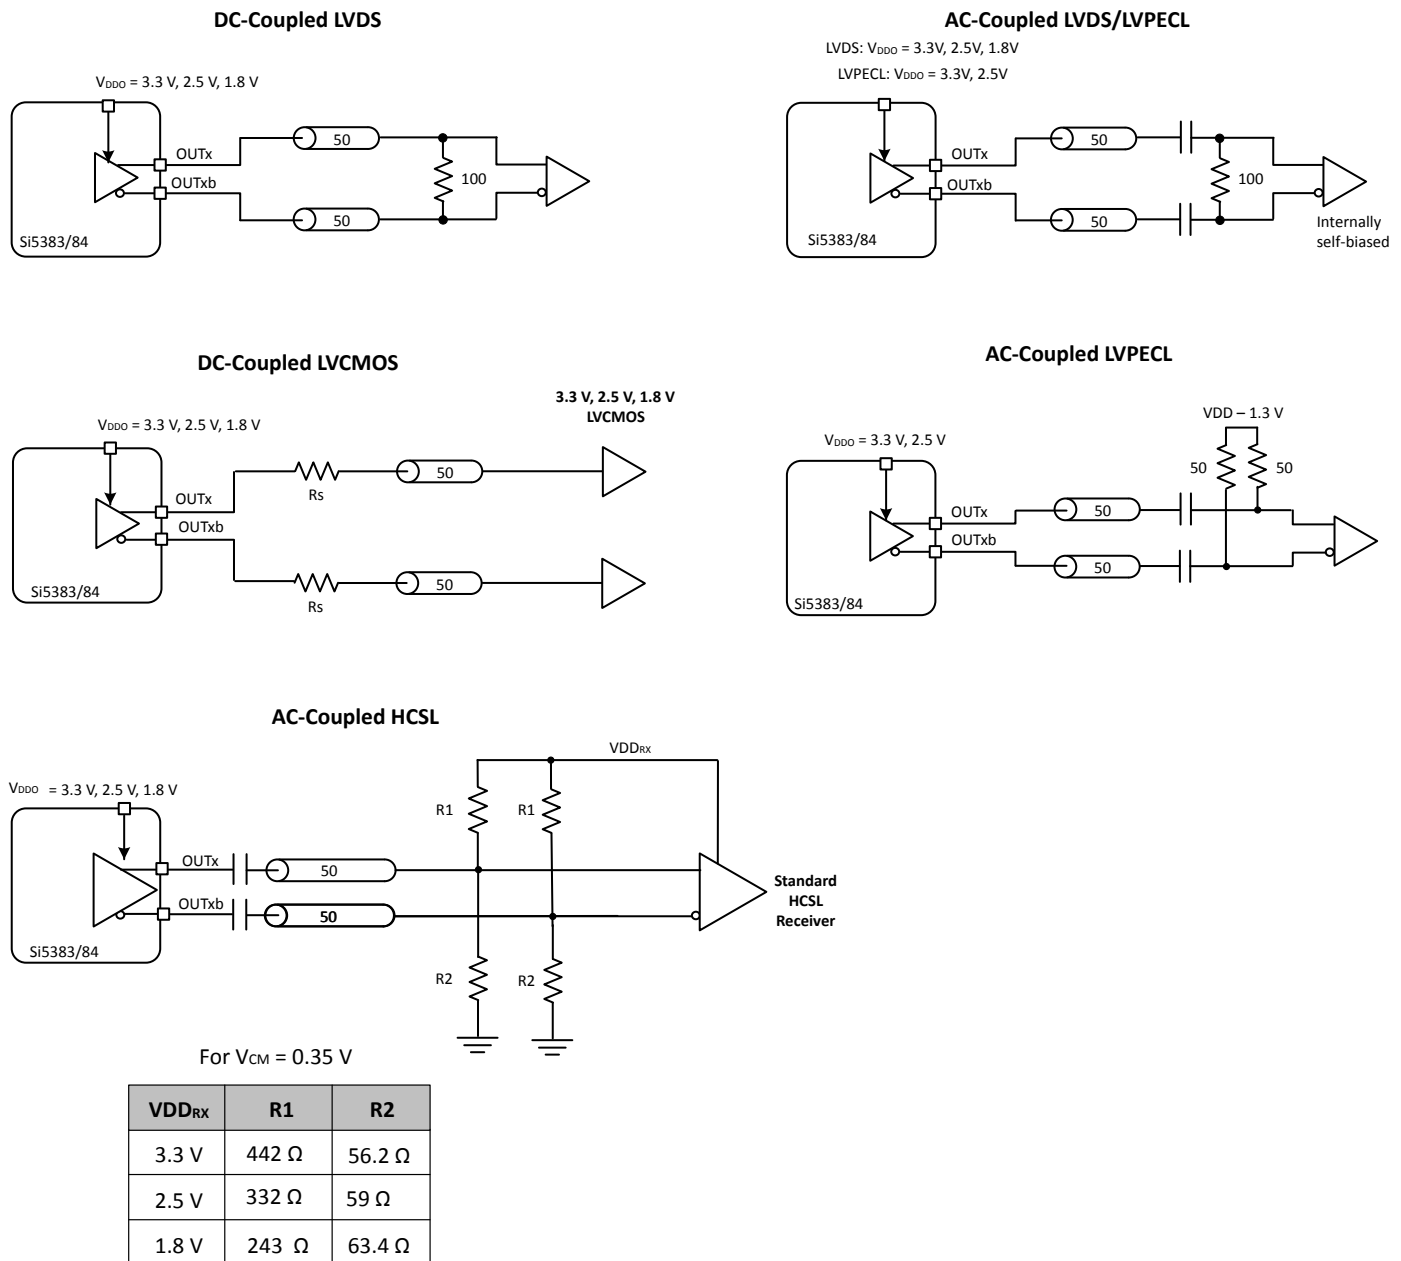 DC-Coupled LVDS
VDDO = 3.3 V, 2.5 V, 1.8 V
OUTx
OUTxb
50
50
100
Si5383/84
AC-Coupled LVDS/LVPECL
LVDS: VDDO = 3.3V, 2.5V, 1.8V
LVPECL: VDDO = 3.3V, 2.5V
OUTx
OUTxb
50
50
100
Si5383/84
Internally
self-biased
DC-Coupled LVCMOS
3.3 V, 2.5 V, 1.8 V
LVCMOS
VDDO = 3.3 V, 2.5 V, 1.8 V
OUTx
OUTxb
Rs
50
Rs
50
Si5383/84
AC-Coupled LVPECL
VDD – 1.3 V
VDDO = 3.3 V, 2.5 V
50
50
OUTx
OUTxb
50
50
Si5383/84
AC-Coupled HCSL
VDDRX
VDDO = 3.3 V, 2.5 V, 1.8 V
R1
R1
OUTx
50
OUTxb
50
Standard
HCSL
Receiver
Si5383/84
R2
R2
For VCM = 0.35 V
VDDRX R1 R2
3.3 V 442 Ω 56.2 Ω
2.5 V 332 Ω 59 Ω
1.8 V 243 Ω 63.4 Ω